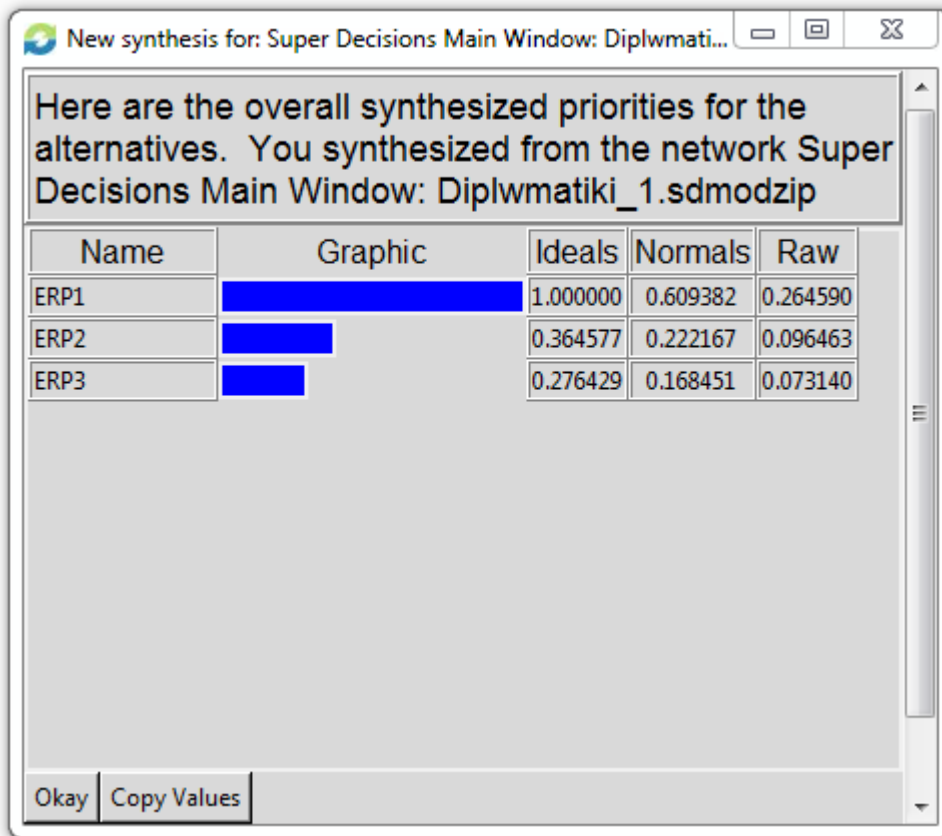 New synthesis for: Super Decisions Main Window: Diplwmati...
Here are the overall synthesized priorities for the
alternatives.  You synthesized from the network Super
Decisions Main Window: Diplwmatiki_1.sdmodzip
Name Graphic Ideals Normals Raw
ERP1 1.000000 0.609382 0.264590
ERP2 0.364577 0.222167 0.096463
ERP3 0.276429 0.168451 0.073140
Okay Copy Values